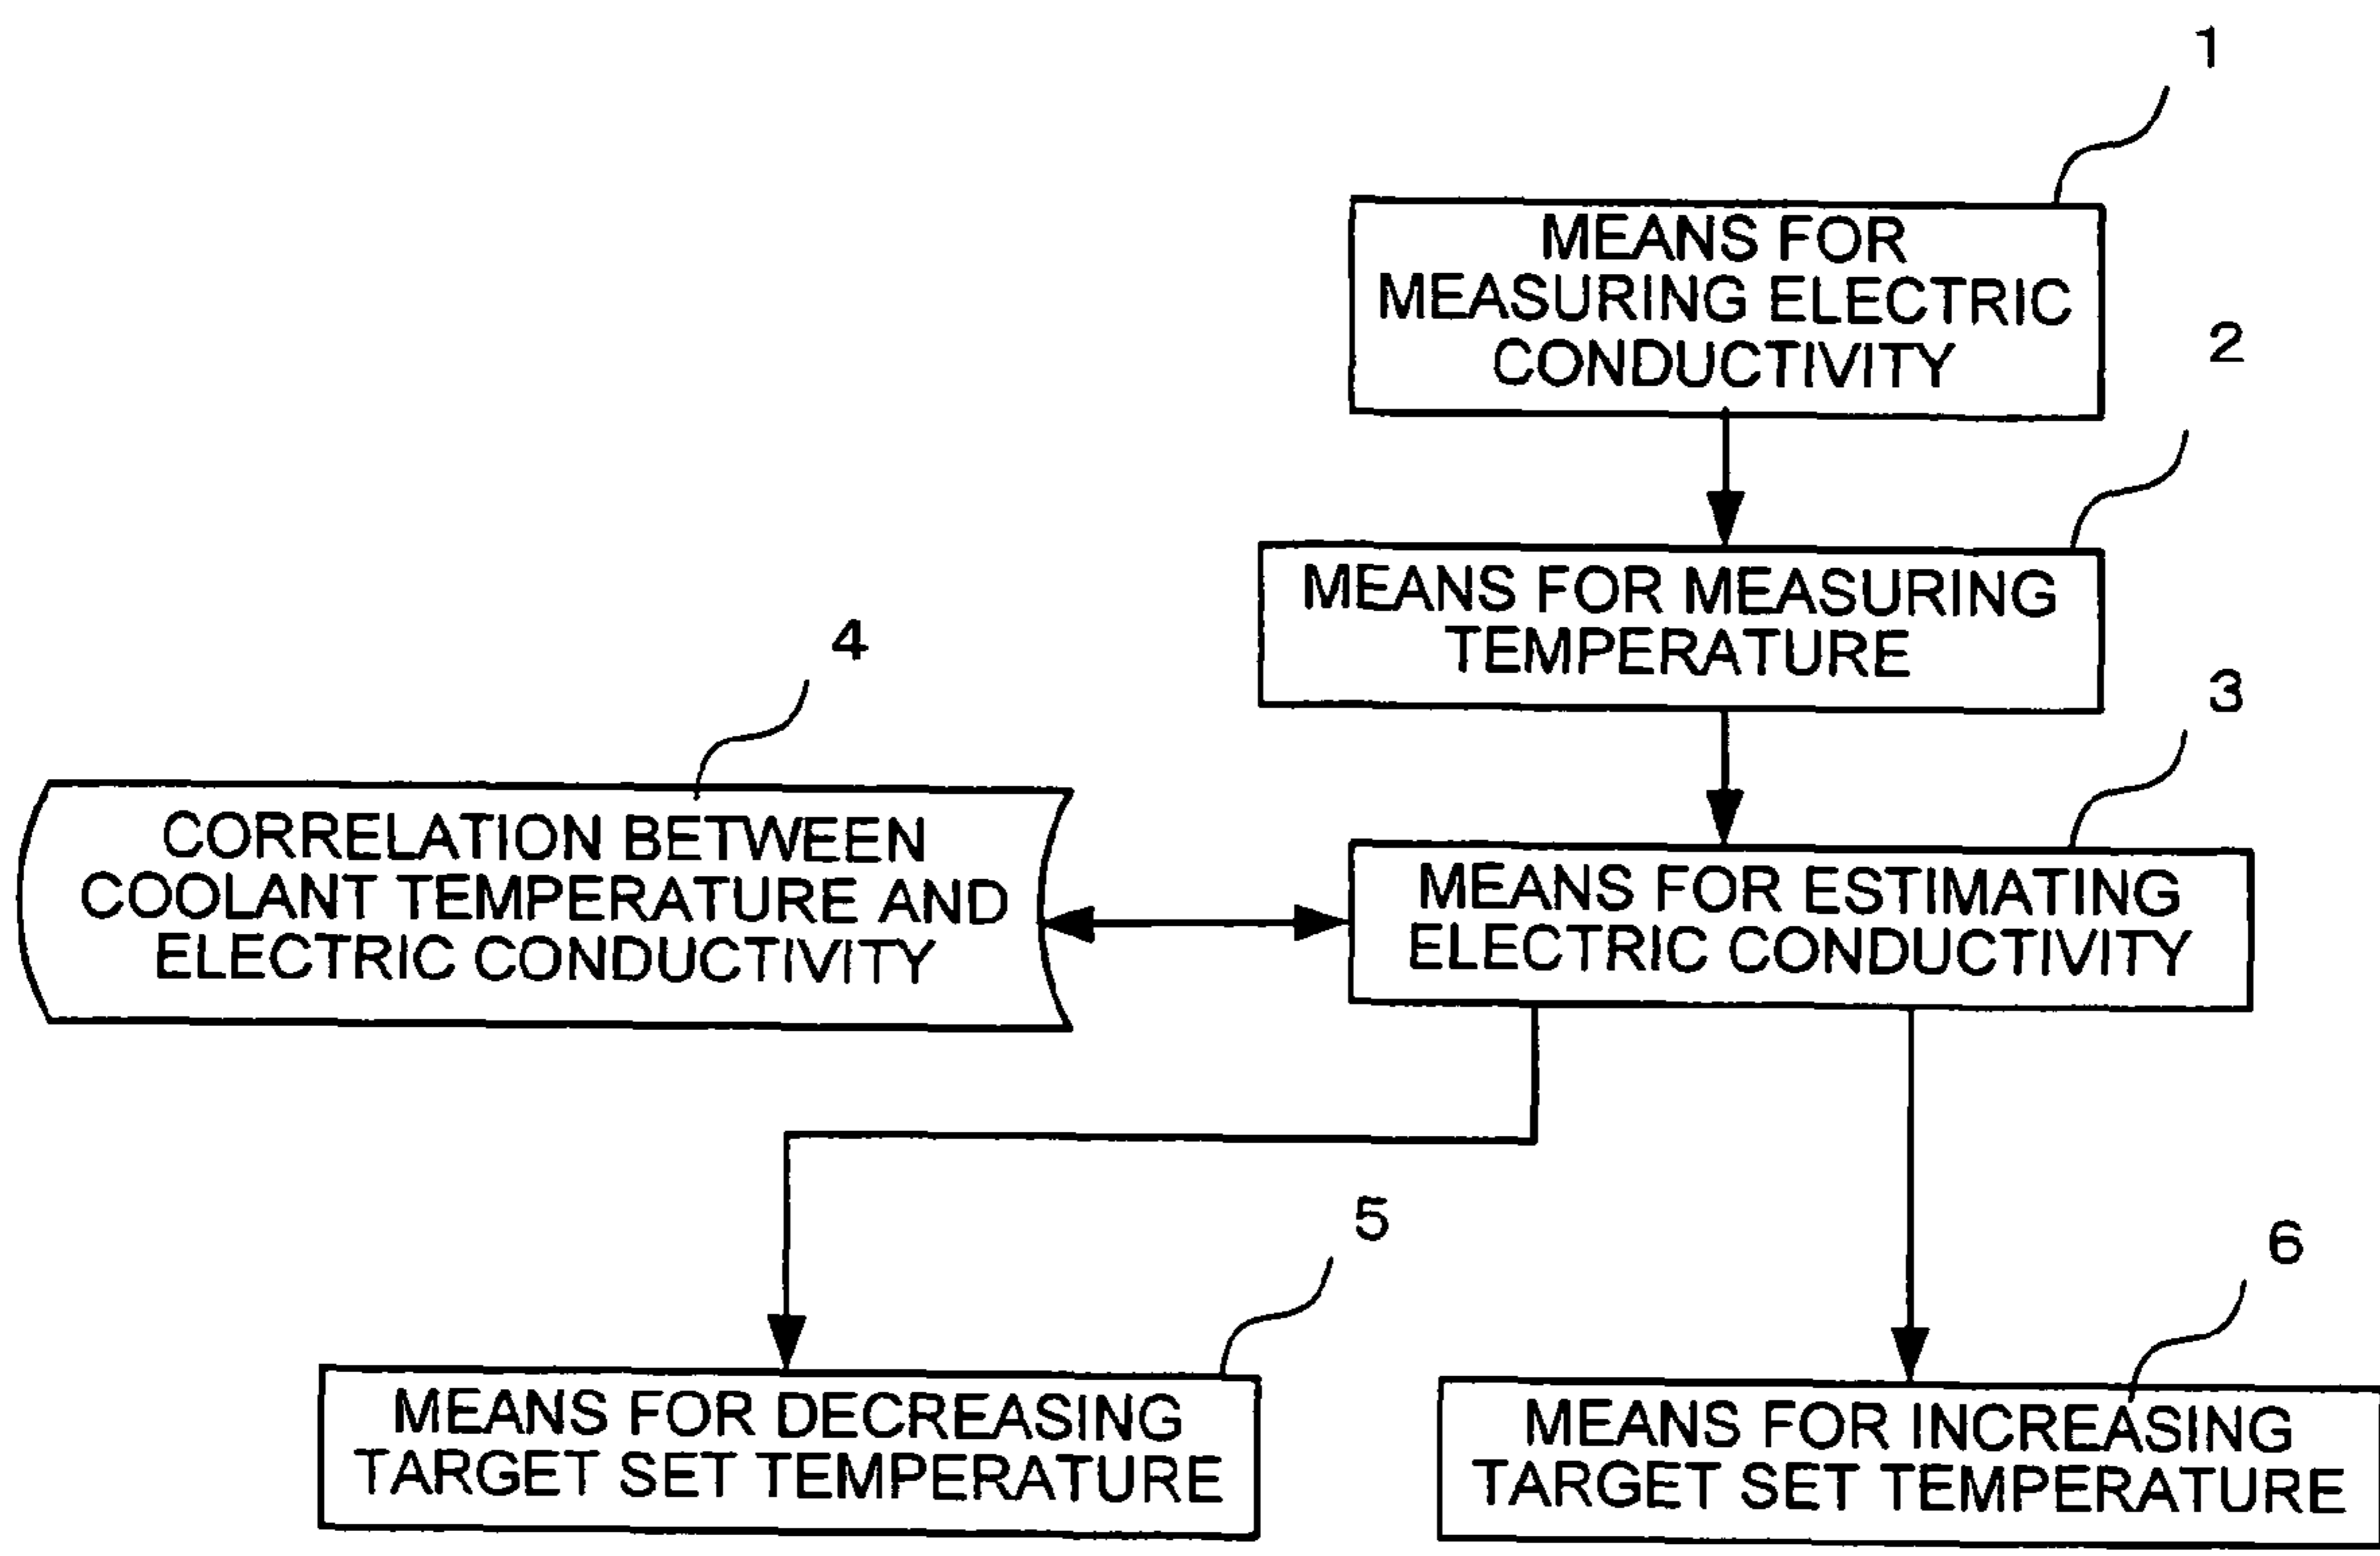 1
MEANS FOR
MEASURING ELECTRIC
CONDUCTIVITY
2
MEANS FOR MEASURING
TEMPERATURE
3
MEANS FOR ESTIMATING
ELECTRIC CONDUCTIVITY
4
CORRELATION BETWEEN
COOLANT TEMPERATURE AND
ELECTRIC CONDUCTIVITY
5
MEANS FOR DECREASING
TARGET SET TEMPERATURE
6
MEANS FOR INCREASING
TARGET SET TEMPERATURE